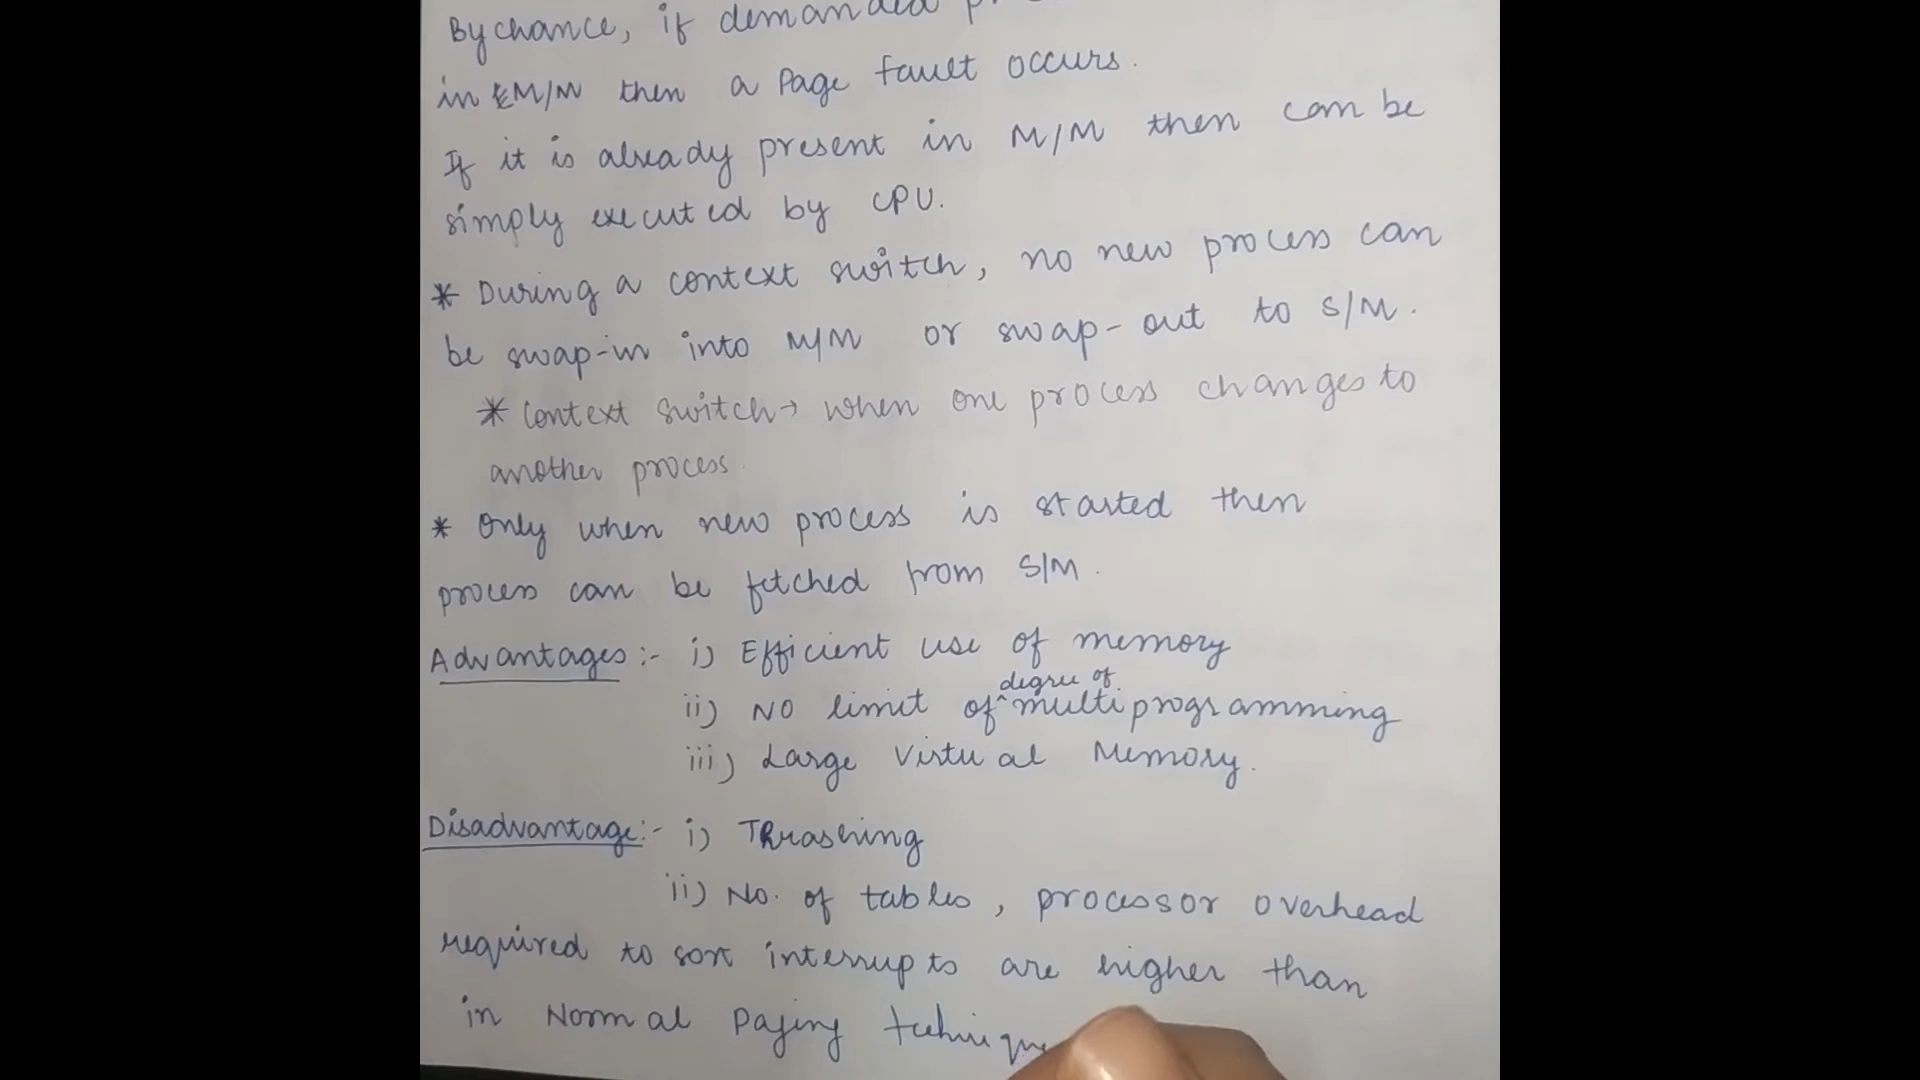 By chance, if demanded
in M/M then a Page fault occurs.
If it is already present in M/M then can be
simply executed by CPU.
* During a context switch, no new process can
be swap-in into M/M or swap-out to S/M.
* Context switch → when one process changes to
another process.
* Only when new process is started then
process can be fetched from S/M.
Advantages:- i) Efficient use of memory
degree of
ii) No limit of ^ multiprogramming
iii) Large Virtual Memory.
Disadvantage:- i) Thrashing
ii) No. of tables, processor overhead
required to sort interrupts are higher than
in Normal Paging technique